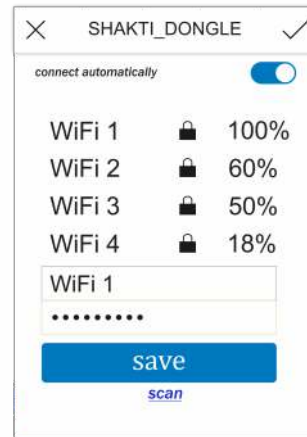 SHAKTI_DONGLE
connect automatically
WiFi 1 100%
WiFi 2 60%
WiFi 3 50%
WiFi 4 18%
WiFi 1
•••••••••
save
scan